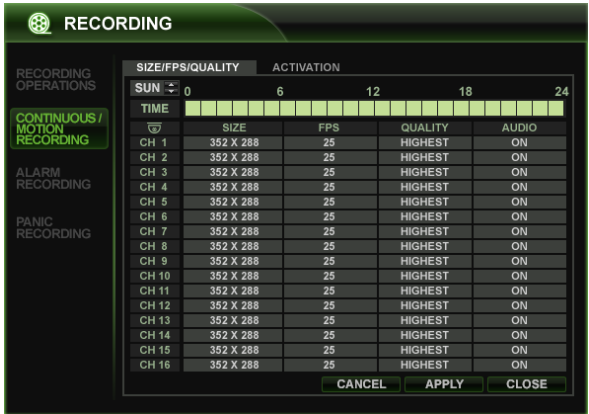 RECORDING
RECORDING
OPERATIONS
CONTINUOUS /
MOTION
RECORDING
ALARM
RECORDING
PANIC
RECORDING
SIZE/FPS/QUALITY ACTIVATION
SUN 0 6 12 18 24
TIME
SIZE FPS QUALITY AUDIO
CH 1 352 X 288 25 HIGHEST ON
CH 2 352 X 288 25 HIGHEST ON
CH 3 352 X 288 25 HIGHEST ON
CH 4 352 X 288 25 HIGHEST ON
CH 5 352 X 288 25 HIGHEST ON
CH 6 352 X 288 25 HIGHEST ON
CH 7 352 X 288 25 HIGHEST ON
CH 8 352 X 288 25 HIGHEST ON
CH 9 352 X 288 25 HIGHEST ON
CH 10 352 X 288 25 HIGHEST ON
CH 11 352 X 288 25 HIGHEST ON
CH 12 352 X 288 25 HIGHEST ON
CH 13 352 X 288 25 HIGHEST ON
CH 14 352 X 288 25 HIGHEST ON
CH 15 352 X 288 25 HIGHEST ON
CH 16 352 X 288 25 HIGHEST ON
CANCEL APPLY CLOSE